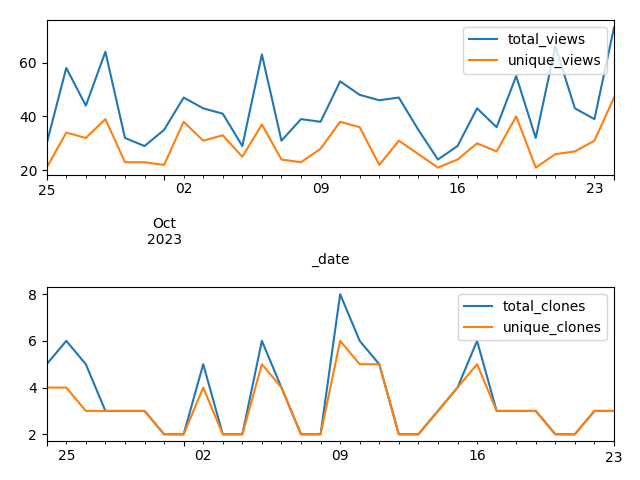 total_views
unique_views
60
40
20
25 02 09 16 23
Oct
2023
_date
total_clones
unique_clones
8
6
4
2
25 02 09 16 23